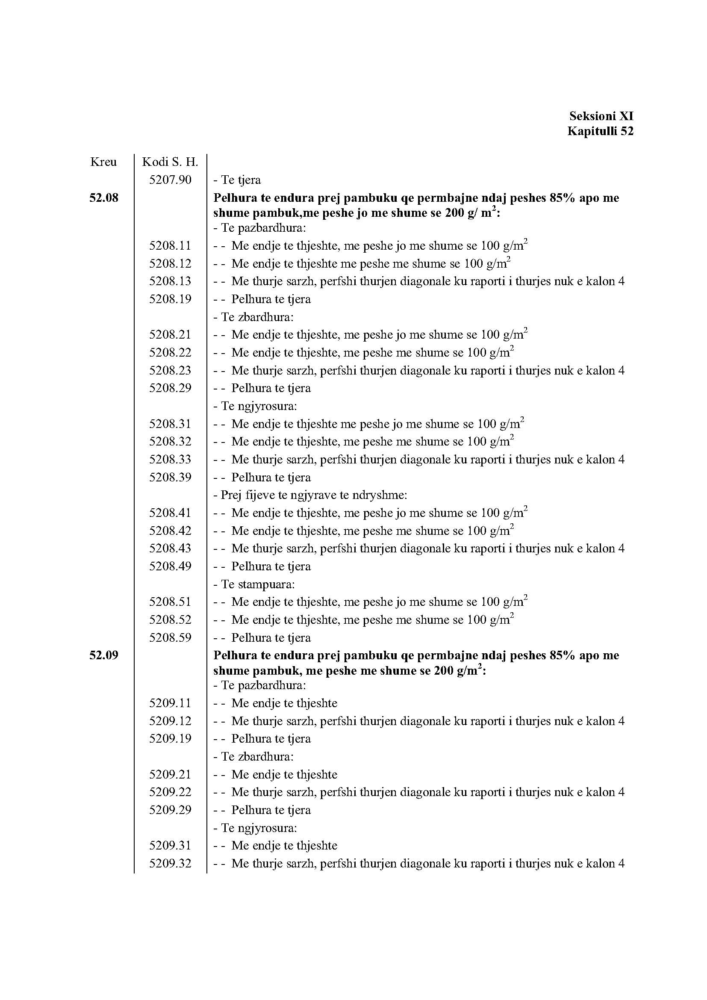 Seksioni XI
Kapitulli 52
Kreu Kodi S. H.
5207.90 - Te tjera
52.08 Pelhura te endura prej pambuku qe permbajne ndaj peshes 85% apo me
shume pambuk,me peshe jo me shume se 200 g/ m²:
- Te pazbardhura:
5208.11 - - Me endje te thjeshte, me peshe jo me shume se 100 g/m²
5208.12 - - Me endje te thjeshte me peshe me shume se 100 g/m²
5208.13 - - Me thurje sarzh, perfshi thurjen diagonale ku raporti i thurjes nuk e kalon 4
5208.19 - - Pelhura te tjera
- Te zbardhura:
5208.21 - - Me endje te thjeshte, me peshe jo me shume se 100 g/m²
5208.22 - - Me endje te thjeshte, me peshe me shume se 100 g/m²
5208.23 - - Me thurje sarzh, perfshi thurjen diagonale ku raporti i thurjes nuk e kalon 4
5208.29 - - Pelhura te tjera
- Te ngjyrosura:
5208.31 - - Me endje te thjeshte me peshe jo me shume se 100 g/m²
5208.32 - - Me endje te thjeshte, me peshe me shume se 100 g/m²
5208.33 - - Me thurje sarzh, perfshi thurjen diagonale ku raporti i thurjes nuk e kalon 4
5208.39 - - Pelhura te tjera
- Prej fijeve te ngjyrave te ndryshme:
5208.41 - - Me endje te thjeshte, me peshe jo me shume se 100 g/m²
5208.42 - - Me endje te thjeshte, me peshe me shume se 100 g/m²
5208.43 - - Me thurje sarzh, perfshi thurjen diagonale ku raporti i thurjes nuk e kalon 4
5208.49 - - Pelhura te tjera
- Te stampuara:
5208.51 - - Me endje te thjeshte, me peshe jo me shume se 100 g/m²
5208.52 - - Me endje te thjeshte, me peshe me shume se 100 g/m²
5208.59 - - Pelhura te tjera
52.09 Pelhura te endura prej pambuku qe permbajne ndaj peshes 85% apo me
shume pambuk, me peshe me shume se 200 g/m²:
- Te pazbardhura:
5209.11 - - Me endje te thjeshte
5209.12 - - Me thurje sarzh, perfshi thurjen diagonale ku raporti i thurjes nuk e kalon 4
5209.19 - - Pelhura te tjera
- Te zbardhura:
5209.21 - - Me endje te thjeshte
5209.22 - - Me thurje sarzh, perfshi thurjen diagonale ku raporti i thurjes nuk e kalon 4
5209.29 - - Pelhura te tjera
- Te ngjyrosura:
5209.31 - - Me endje te thjeshte
5209.32 - - Me thurje sarzh, perfshi thurjen diagonale ku raporti i thurjes nuk e kalon 4